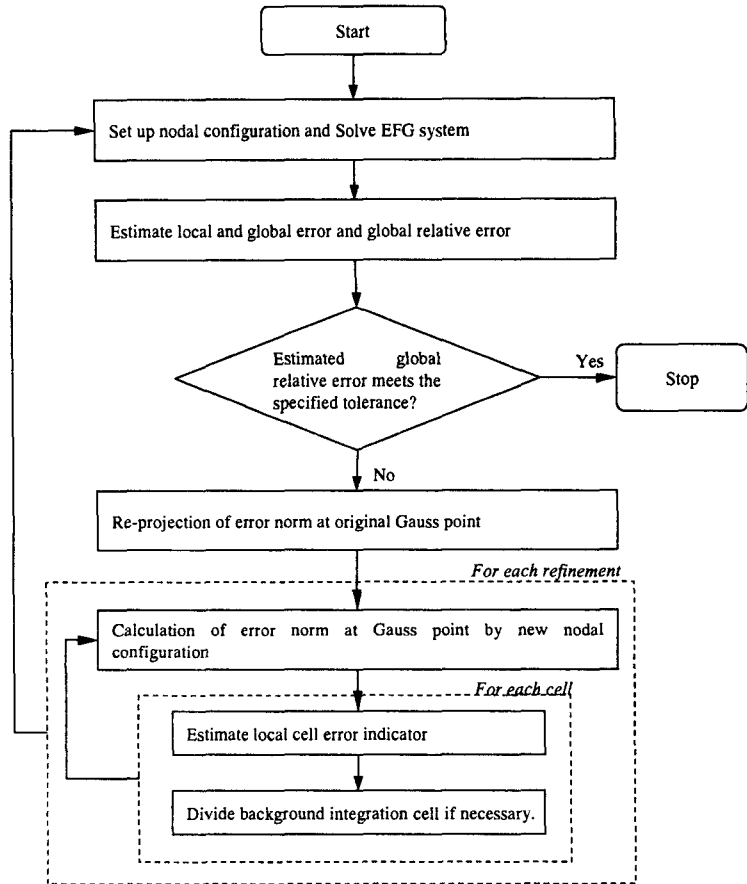 Start
Set up nodal configuration and Solve EFG system
Estimate local and global error and global relative error
Estimated global
relative error meets the
specified tolerance?
Yes
Stop
No
Re-projection of error norm at original Gauss point
For each refinement
Calculation of error norm at Gauss point by new nodal
configuration
For each cell
Estimate local cell error indicator
Divide background integration cell if necessary.